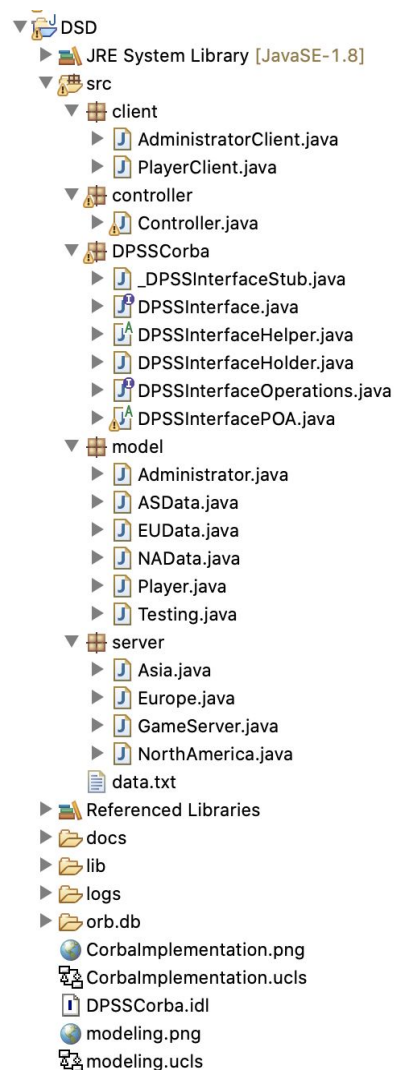 DSD
JRE System Library [JavaSE-1.8]
src
client
AdministratorClient.java
PlayerClient.java
controller
Controller.java
DPSSCorba
_DPSSInterfaceStub.java
DPSSInterface.java
DPSSInterfaceHelper.java
DPSSInterfaceHolder.java
DPSSInterfaceOperations.java
DPSSInterfacePOA.java
model
Administrator.java
ASData.java
EUData.java
NAData.java
Player.java
Testing.java
server
Asia.java
Europe.java
GameServer.java
NorthAmerica.java
data.txt
Referenced Libraries
docs
lib
logs
orb.db
CorbaImplementation.png
CorbaImplementation.ucls
DPSSCorba.idl
modeling.png
modeling.ucls